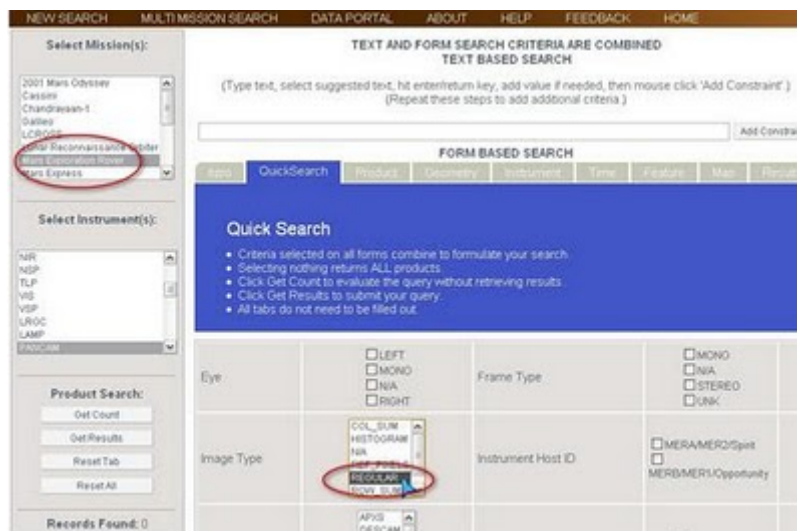 NEW SEARCH MULTI MISSION SEARCH DATA PORTAL ABOUT HELP FEEDBACK HOME
Select Mission(s):
2001 Mars Odyssey
Cassini
Chandrayaan-1
Galileo
LCROSS
Lunar Reconnaissance Orbiter
Mars Exploration Rover
Mars Express
Select Instrument(s):
NIR
NSP
TLP
VIS
VSP
LROC
LAMP
PANCAM
Product Search:
Get Count
Get Results
Reset Tab
Reset All
Records Found: 0
TEXT AND FORM SEARCH CRITERIA ARE COMBINED
TEXT BASED SEARCH
(Type text, select suggested text, hit enter/return key, add value if needed, then mouse click 'Add Constraint'.)
(Repeat these steps to add additional criteria.)
Add Constrai
FORM BASED SEARCH
QuickSearch Product Geometry Instrument Time Feature Map
Quick Search
• Criteria selected on all forms combine to formulate your search
• Selecting nothing returns ALL products
• Click Get Count to evaluate the query without retrieving results.
• Click Get Results to submit your query.
• All tabs do not need to be filled out.
Eye
LEFT
MONO
N/A
RIGHT
Frame Type
MONO
N/A
STEREO
UNK
Image Type
COL_SUM
HISTOGRAM
N/A
REF_PIXELS
REGULAR
ROW_SUM
Instrument Host ID
MERA/MER2/Spirit
MERB/MER1/Opportunity
APXS
DESCAM